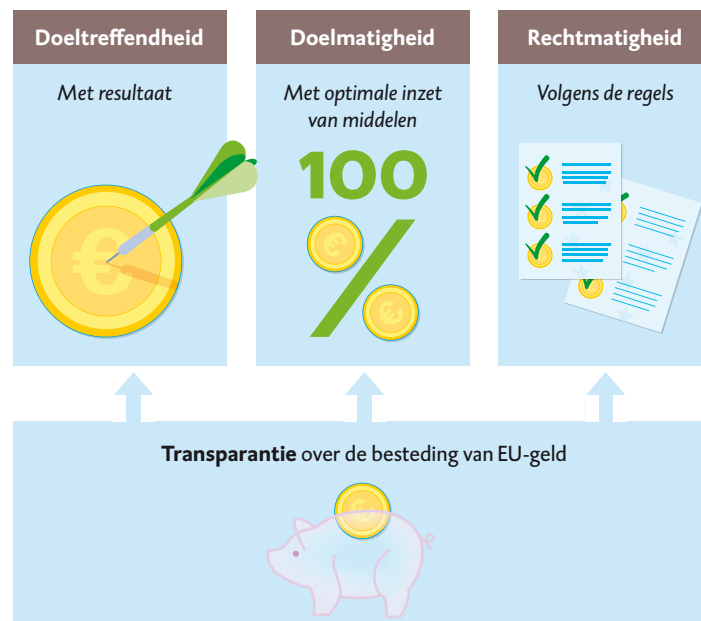 Doeltreffendheid
Met resultaat
Doelmatigheid
Met optimale inzet
van middelen
100
%
Rechtmatigheid
Volgens de regels
Transparantie over de besteding van EU-geld